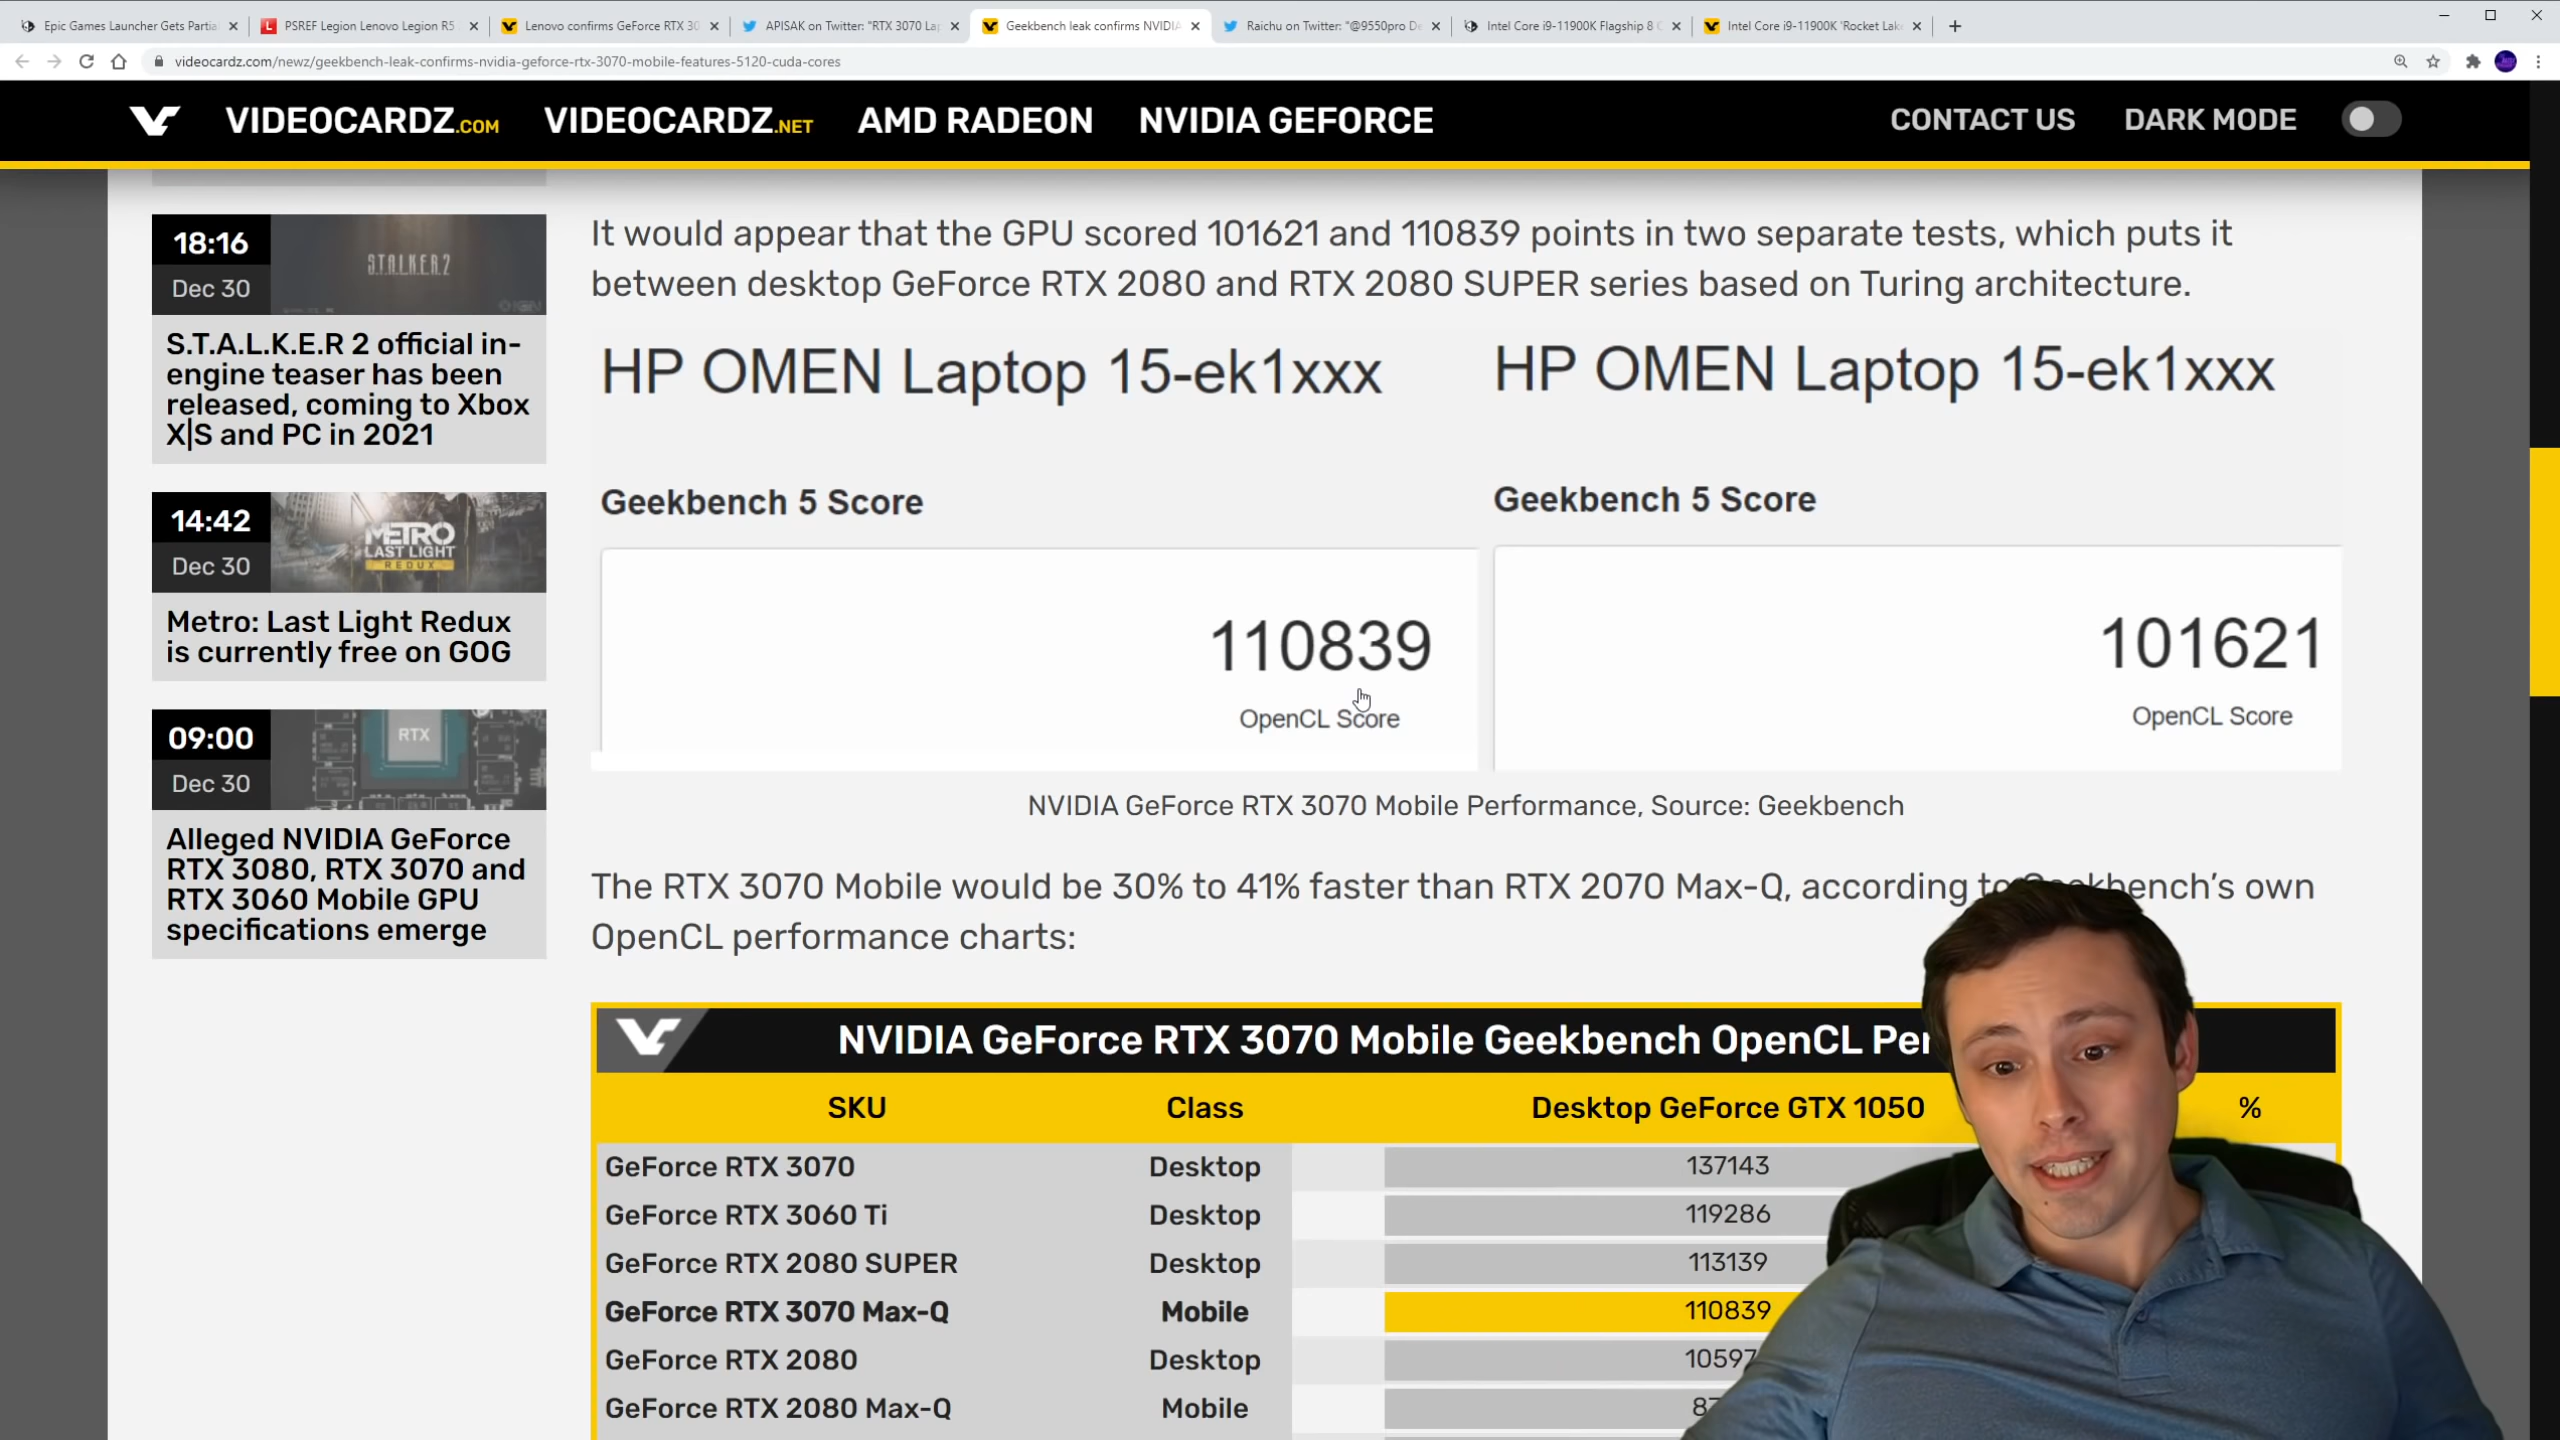 Epic Games Launcher Gets Partia
PSREF Legion Lenovo Legion R5
Lenovo confirms GeForce RTX 30
APISAK on Twitter: "RTX 3070 La
Geekbench leak confirms NVIDIA
Raichu on Twitter: "@9550pro De
Intel Core i9-11900K Flagship 8 C
Intel Core i9-11900K 'Rocket Lake
videocardz.com/newz/geekbench-leak-confirms-nvidia-geforce-rtx-3070-mobile-features-5120-cuda-cores
VIDEOCARDZ.COM VIDEOCARDZ.NET AMD RADEON NVIDIA GEFORCE CONTACT US DARK MODE
18:16
Dec 30
S.T.A.L.K.E.R 2
IGN
S.T.A.L.K.E.R 2 official in-
engine teaser has been
released, coming to Xbox
X|S and PC in 2021
14:42
Dec 30
METRO
LAST LIGHT
REDUX
Metro: Last Light Redux
is currently free on GOG
09:00
Dec 30
RTX
Alleged NVIDIA GeForce
RTX 3080, RTX 3070 and
RTX 3060 Mobile GPU
specifications emerge
It would appear that the GPU scored 101621 and 110839 points in two separate tests, which puts it
between desktop GeForce RTX 2080 and RTX 2080 SUPER series based on Turing architecture.
HP OMEN Laptop 15-ek1xxx
Geekbench 5 Score
110839
OpenCL Score
HP OMEN Laptop 15-ek1xxx
Geekbench 5 Score
101621
OpenCL Score
NVIDIA GeForce RTX 3070 Mobile Performance, Source: Geekbench
The RTX 3070 Mobile would be 30% to 41% faster than RTX 2070 Max-Q, according to Geekbench's own
OpenCL performance charts:
NVIDIA GeForce RTX 3070 Mobile Geekbench OpenCL Per
SKU Class Desktop GeForce GTX 1050 %
GeForce RTX 3070 Desktop 137143
GeForce RTX 3060 Ti Desktop 119286
GeForce RTX 2080 SUPER Desktop 113139
GeForce RTX 3070 Max-Q Mobile 110839
GeForce RTX 2080 Desktop 10597
GeForce RTX 2080 Max-Q Mobile 87